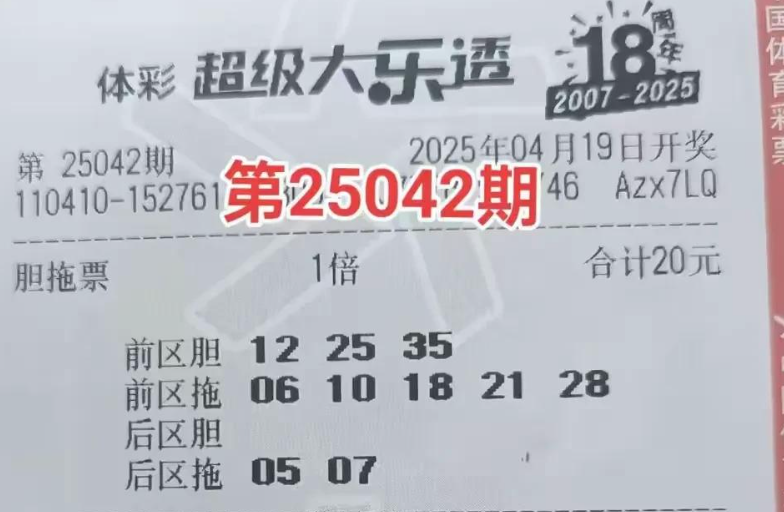 体彩 超级大乐透 18周年
2007-2025
第 25042期 2025年04月19日开奖
110410-152761 46 Azx7LQ
第25042期
胆拖票 1倍 合计20元
前区胆 12 25 35
前区拖 06 10 18 21 28
后区胆
后区拖 05 07
国体育彩票